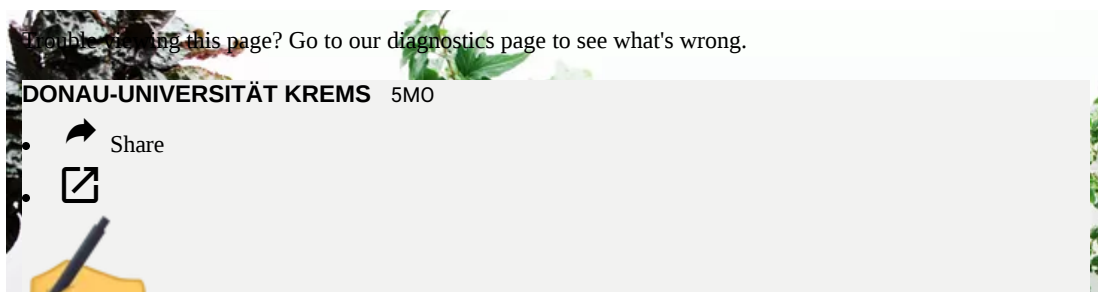 Trouble viewing this page? Go to our diagnostics page to see what's wrong.
DONAU-UNIVERSITÄT KREMS 5MO
Share